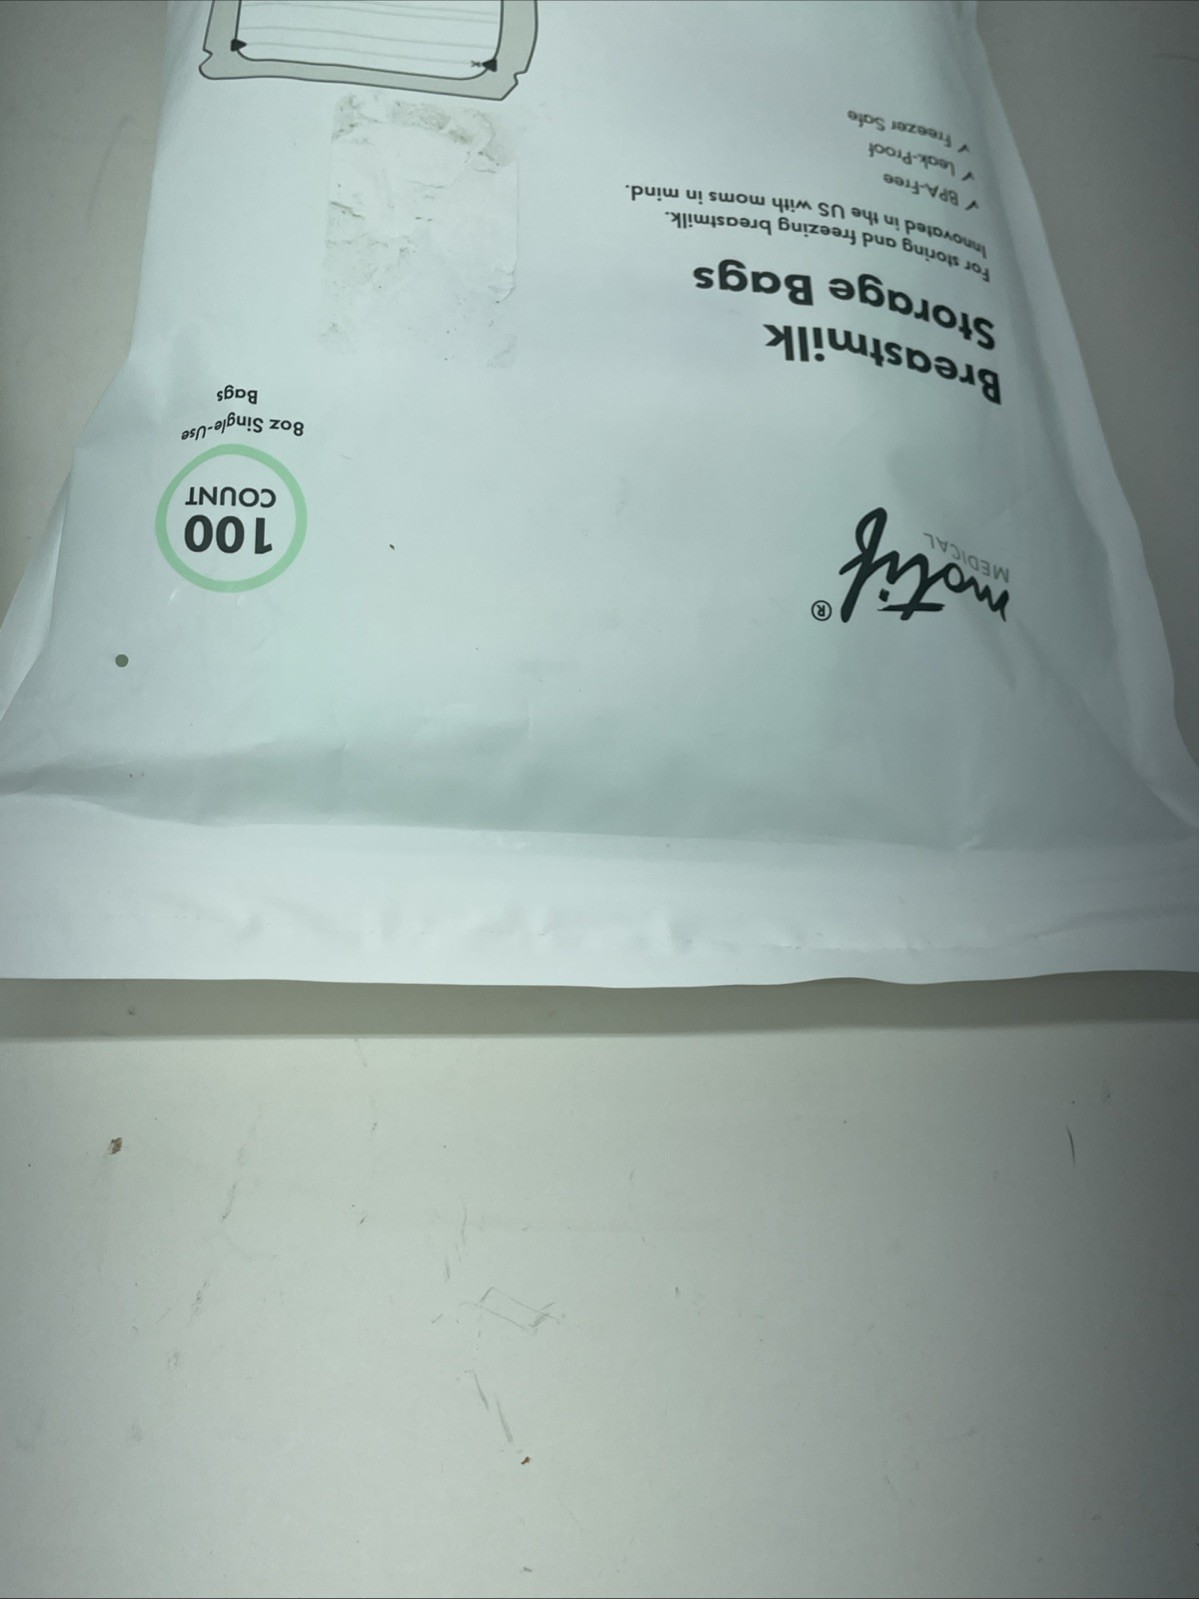 motif®
MEDICAL
100
COUNT
8oz Single-Use
Bags
Breastmilk
Storage Bags
For storing and freezing breastmilk.
Innovated in the US with moms in mind.
✓ BPA-Free
✓ Leak-Proof
✓ Freezer Safe